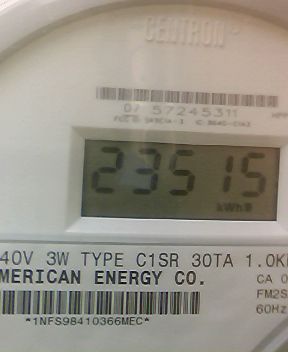 CENTRON
07 57245311
23515
kWh
40V 3W TYPE C1SR 30TA 1.0K
MERICAN ENERGY CO.
CA 0
FM2S
60Hz
*1NFS98410366MEC*